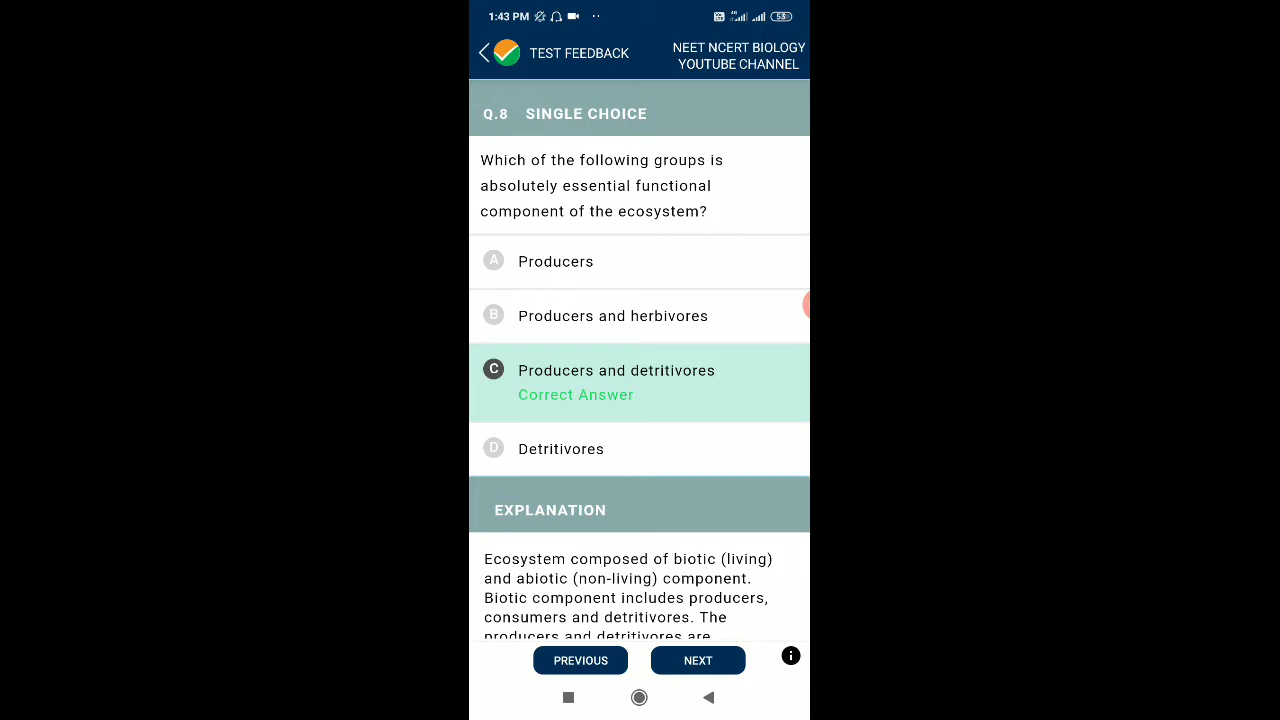 1:43 PM 4G 53
TEST FEEDBACK
NEET NCERT BIOLOGY
YOUTUBE CHANNEL
Q.8 SINGLE CHOICE
Which of the following groups is
absolutely essential functional
component of the ecosystem?
A Producers
B Producers and herbivores
C Producers and detritivores
Correct Answer
D Detritivores
EXPLANATION
Ecosystem composed of biotic (living)
and abiotic (non-living) component.
Biotic component includes producers,
consumers and detritivores. The
producers and detritivores are
PREVIOUS NEXT